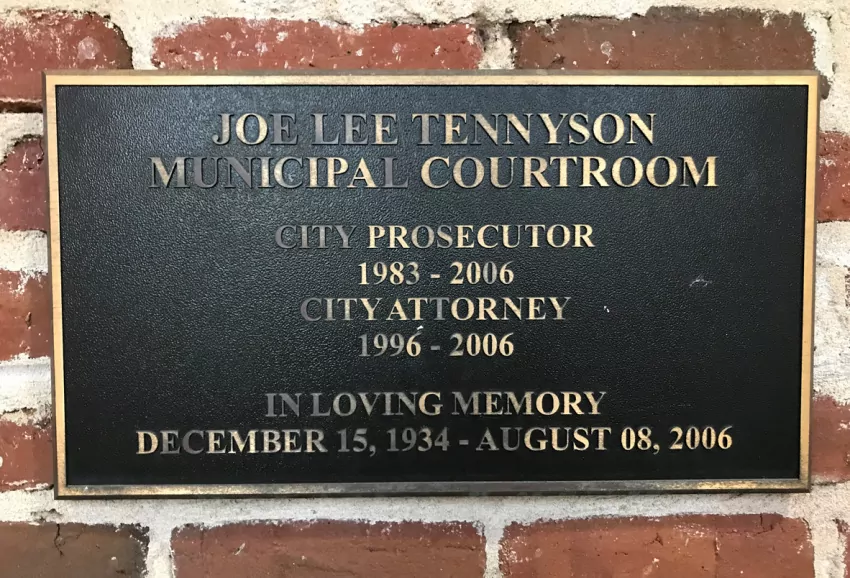 JOE LEE TENNYSON
MUNICIPAL COURTROOM
CITY PROSECUTOR
1983 - 2006
CITY ATTORNEY
1996 - 2006
IN LOVING MEMORY
DECEMBER 15, 1934 - AUGUST 08, 2006